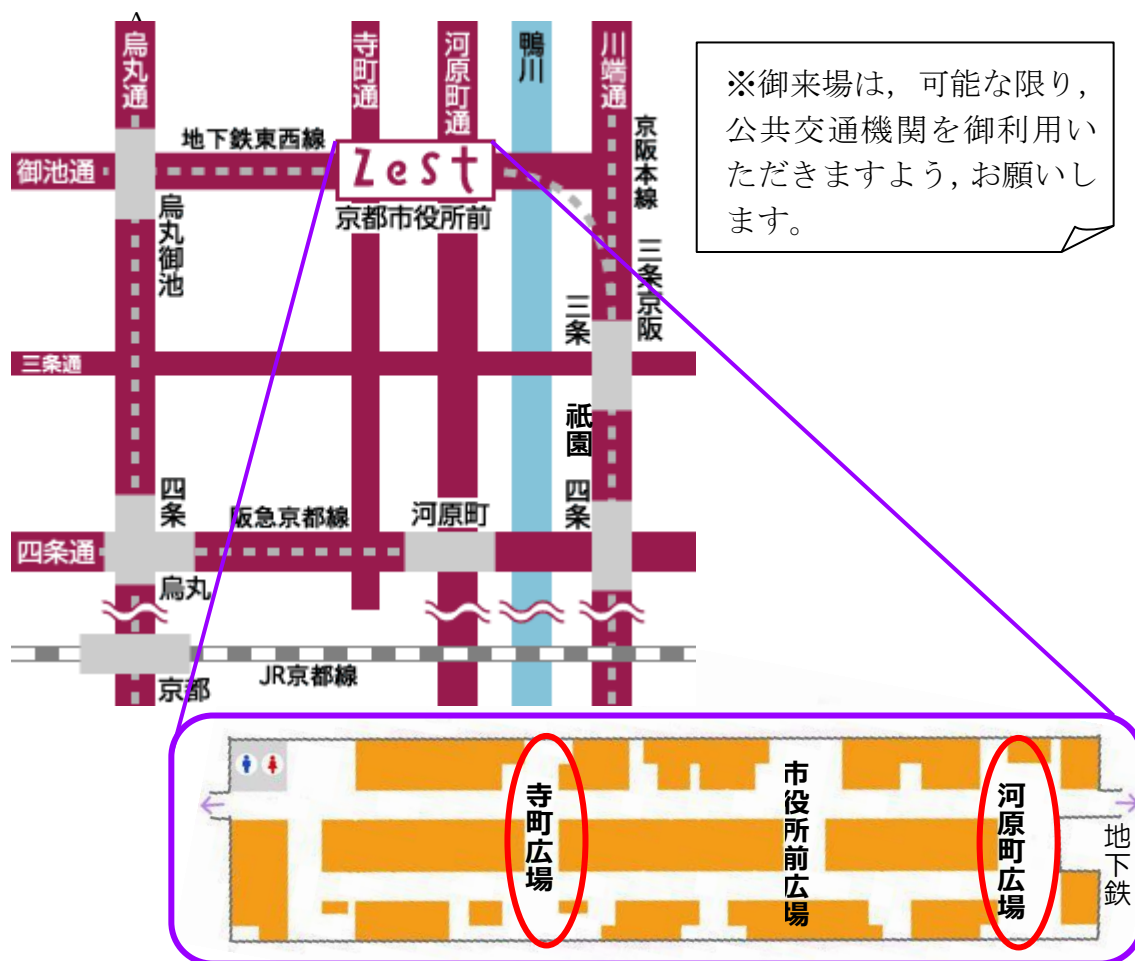 烏丸通
寺町通
河原町通
鴨川
川端通
※御来場は，可能な限り，
公共交通機関を御利用い
ただきますよう，お願いし
ます。
地下鉄東西線
京阪本線
御池通
Zest
京都市役所前
烏丸御池
三条
三条京阪
三条通
祇園四条
四条
阪急京都線
河原町
四条通
烏丸
JR京都線
京都
寺町広場
市役所前広場
河原町広場
地下鉄